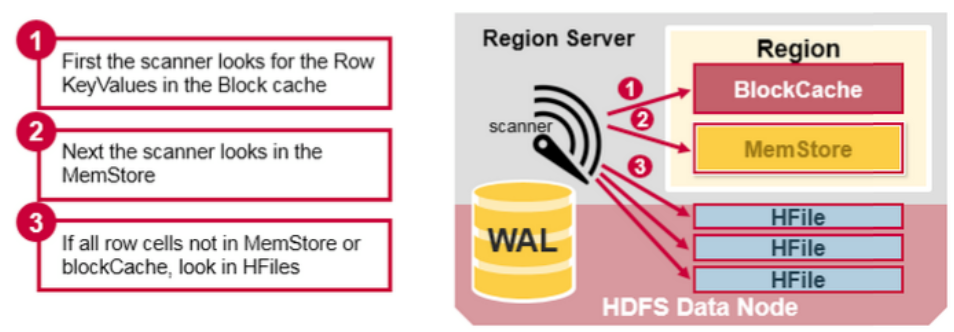 1
First the scanner looks for the Row
KeyValues in the Block cache
2
Next the scanner looks in the
MemStore
3
If all row cells not in MemStore or
blockCache, look in HFiles
Region Server
Region
BlockCache
MemStore
scanner
1
2
3
WAL
HFile
HFile
HFile
HDFS Data Node